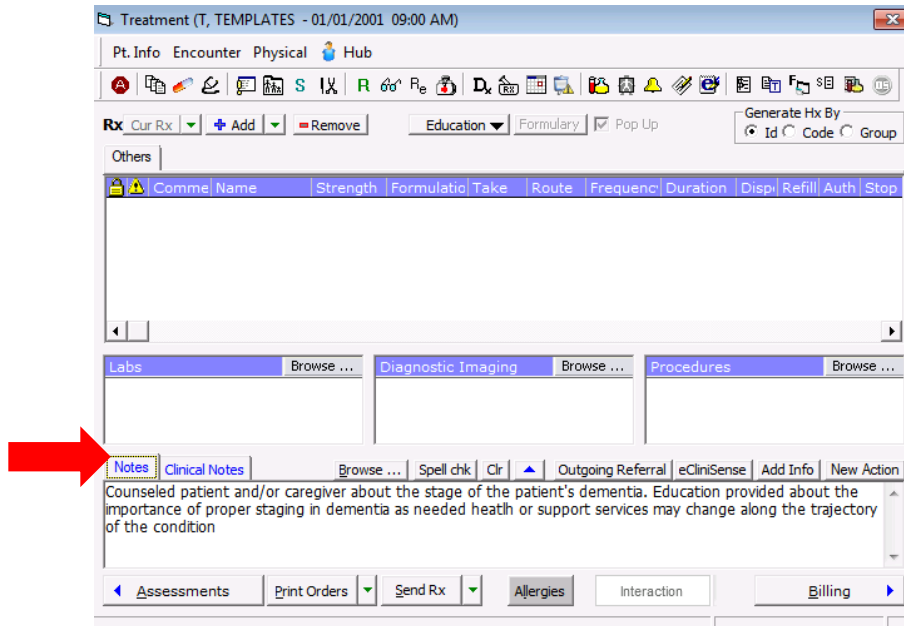 Treatment (T, TEMPLATES - 01/01/2001 09:00 AM)
Pt. Info Encounter Physical Hub
S R Re Dx
Rx Cur Rx Add Remove Education Formulary Pop Up Generate Hx By
Id Code Group
Others
Comme Name Strength Formulatic Take Route Frequenc Duration Disp Refill Auth Stop
Labs Browse ... Diagnostic Imaging Browse ... Procedures Browse ...
Notes Clinical Notes Browse ... Spell chk Clr Outgoing Referral eCliniSense Add Info New Action
Counseled patient and/or caregiver about the stage of the patient's dementia. Education provided about the
importance of proper staging in dementia as needed heatlh or support services may change along the trajectory
of the condition
Assessments Print Orders Send Rx Allergies Interaction Billing